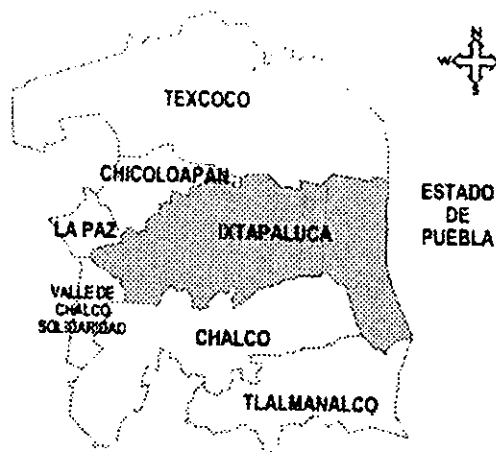 N
W E
S
TEXCOCO
CHICOLOAPAN
LA PAZ
IXTAPALUCA
ESTADO
DE
PUEBLA
VALLE DE
CHALCO
SOLIDARIDAD
CHALCO
TLALMANALCO